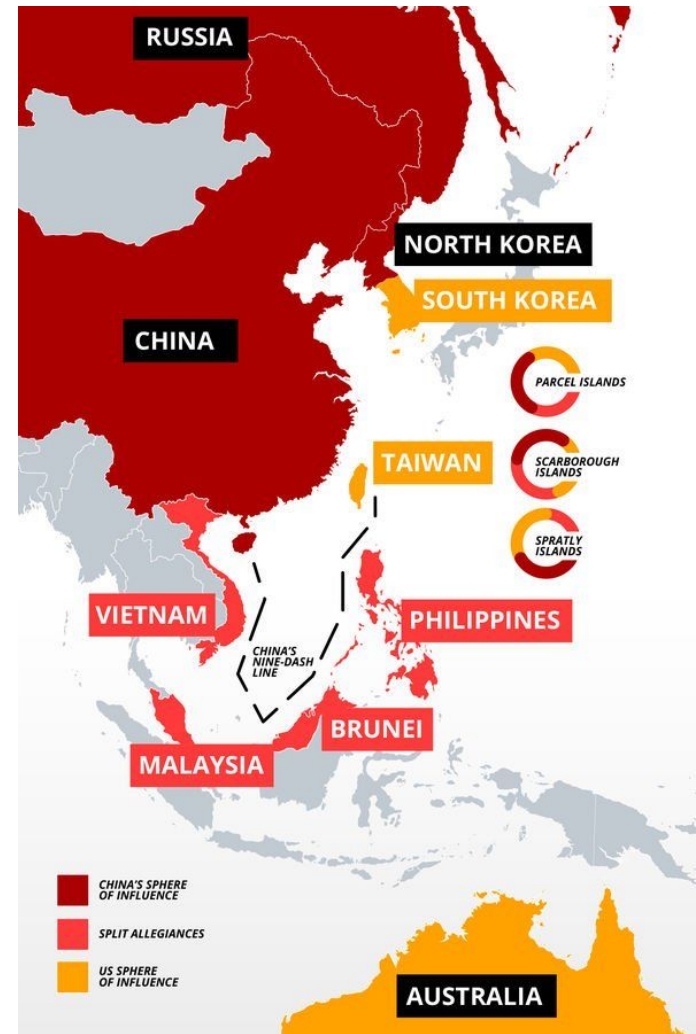 RUSSIA
NORTH KOREA
SOUTH KOREA
CHINA
PARCEL ISLANDS
TAIWAN
SCARBOROUGH
ISLANDS
SPRATLY
ISLANDS
VIETNAM
PHILIPPINES
CHINA'S
NINE-DASH
LINE
BRUNEI
MALAYSIA
CHINA'S SPHERE
OF INFLUENCE
SPLIT ALLEGIANCES
US SPHERE
OF INFLUENCE
AUSTRALIA